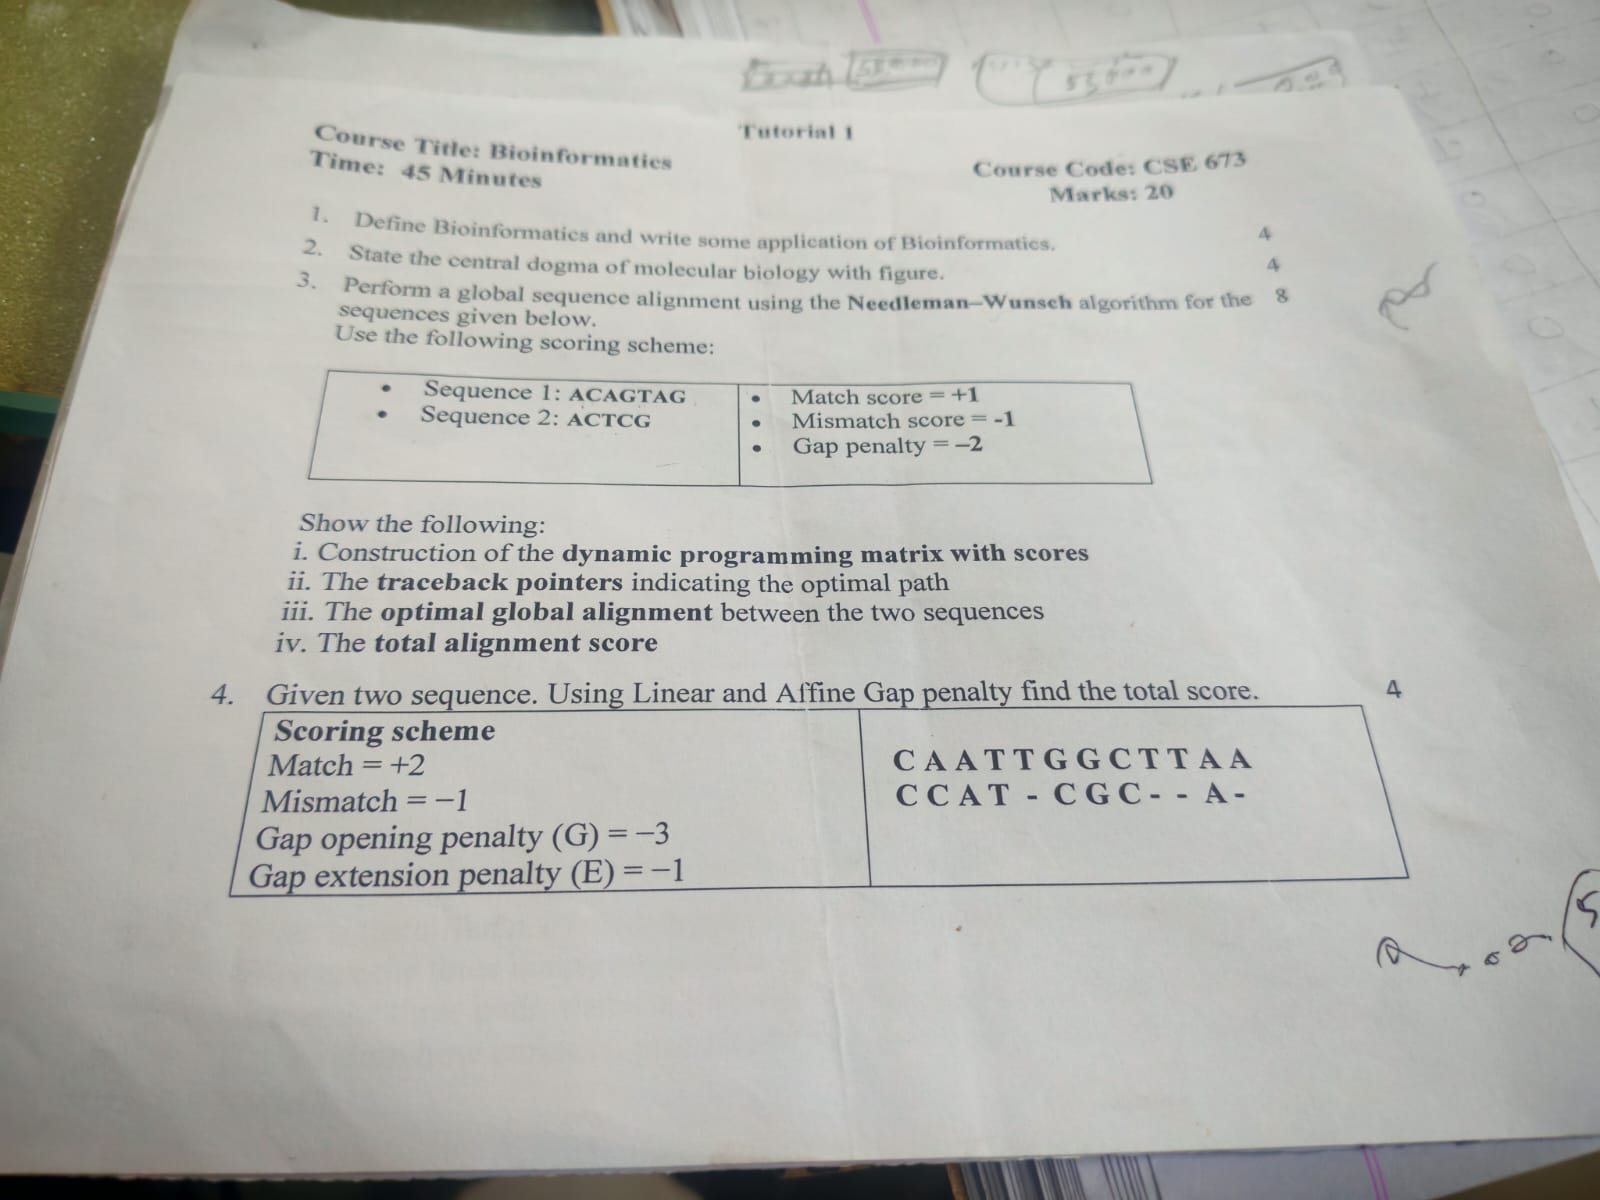 Tutorial 1
Course Title: Bioinformatics
Time: 45 Minutes
Course Code: CSE 673
Marks: 20
1. Define Bioinformatics and write some application of Bioinformatics. 4
2. State the central dogma of molecular biology with figure. 4
3. Perform a global sequence alignment using the Needleman–Wunsch algorithm for the 8
sequences given below.
Use the following scoring scheme:
• Sequence 1: ACAGTAG
• Sequence 2: ACTCG
• Match score = +1
• Mismatch score = -1
• Gap penalty = –2
Show the following:
i. Construction of the dynamic programming matrix with scores
ii. The traceback pointers indicating the optimal path
iii. The optimal global alignment between the two sequences
iv. The total alignment score
4. Given two sequence. Using Linear and Affine Gap penalty find the total score. 4
Scoring scheme
Match = +2
Mismatch = −1
Gap opening penalty (G) = −3
Gap extension penalty (E) = −1
C A A T T G G C T T A A
C C A T - C G C - - A -